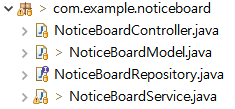 > com.example.noticeboard
> NoticeBoardController.java
> > NoticeBoardModel.java
> NoticeBoardRepository.java
> > NoticeBoardService.java